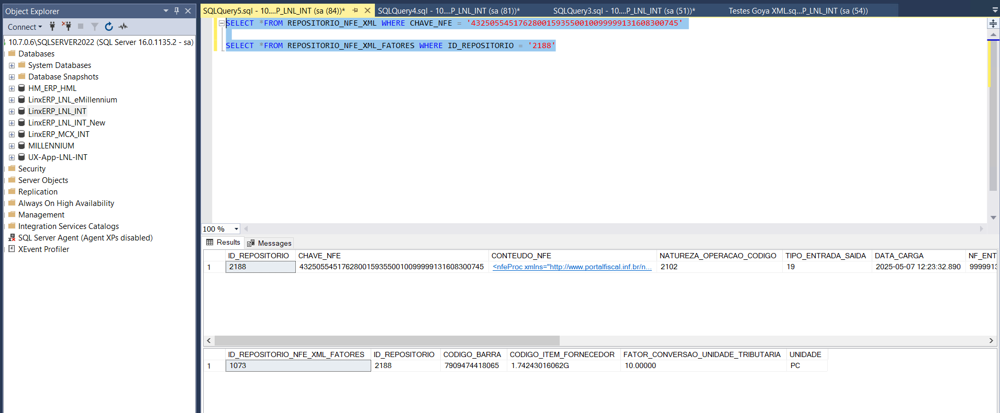 Object Explorer
Connect
10.7.0.6\SQLSERVER2022 (SQL Server 16.0.1135.2 - sa)
Databases
System Databases
Database Snapshots
HM_ERP_HML
LinxERP_LNL_eMillennium
LinxERP_LNL_INT
LinxERP_LNL_INT_New
LinxERP_MCX_INT
MILLENNIUM
UX-App-LNL-INT
Security
Server Objects
Replication
Always On High Availability
Management
Integration Services Catalogs
SQL Server Agent (Agent XPs disabled)
XEvent Profiler
SQLQuery5.sql - 10....P_LNL_INT (sa (84))* SQLQuery4.sql - 10....P_LNL_INT (sa (81))* SQLQuery3.sql - 10....P_LNL_INT (sa (51))* Testes Goya XML.sq...P_LNL_INT (sa (54))
SELECT *FROM REPOSITORIO_NFE_XML WHERE CHAVE_NFE = '43250554517628001593550010099999131608300745'
SELECT *FROM REPOSITORIO_NFE_XML_FATORES WHERE ID_REPOSITORIO = '2188'
100 %
Results Messages
ID_REPOSITORIO CHAVE_NFE CONTEUDO_NFE NATUREZA_OPERACAO_CODIGO TIPO_ENTRADA_SAIDA DATA_CARGA NF_ENT
1 2188 43250554517628001593550010099999131608300745 <nfeProc xmlns="http://www.portalfiscal.inf.br/n... 2102 19 2025-05-07 12:23:32.890 9999913
ID_REPOSITORIO_NFE_XML_FATORES ID_REPOSITORIO CODIGO_BARRA CODIGO_ITEM_FORNECEDOR FATOR_CONVERSAO_UNIDADE_TRIBUTARIA UNIDADE
1 1073 2188 7909474418065 1.74243016062G 10.00000 PC